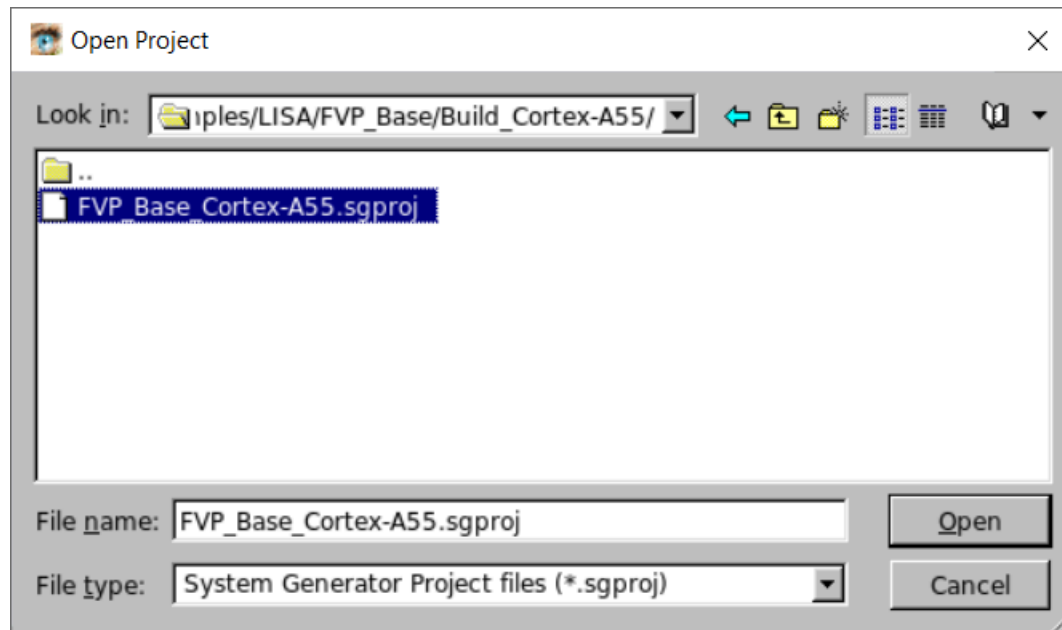 Open Project
Look in: ıples/LISA/FVP_Base/Build_Cortex-A55/
..
FVP_Base_Cortex-A55.sgproj
File name: FVP_Base_Cortex-A55.sgproj
Open
File type: System Generator Project files (*.sgproj)
Cancel